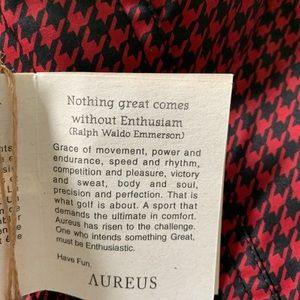 Nothing great comes
without Enthusiam
(Ralph Waldo Emmerson)
Grace of movement, power and
endurance, speed and rhythm,
competition and pleasure, victory
and sweat, body and soul,
precision and perfection. That is
what golf is about. A sport that
demands the ultimate in comfort.
Aureus has risen to the challenge.
One who intends something Great,
must be Enthusiastic.
Have Fun.
AUREUS